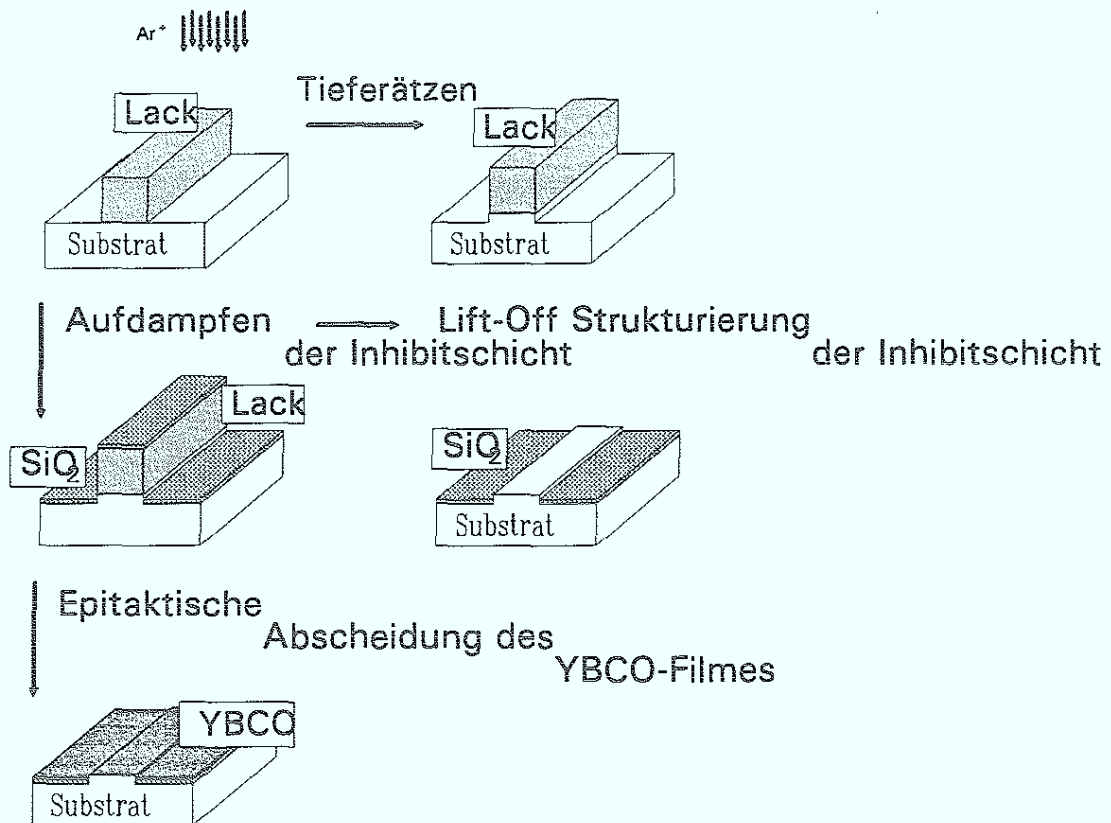 Ar⁺
Tieferätzen
Lack
Lack
Substrat
Substrat
Aufdampfen
der Inhibitschicht
Lift-Off Strukturierung
der Inhibitschicht
Lack
SiO₂
SiO₂
Substrat
Epitaktische
Abscheidung des
YBCO-Filmes
YBCO
Substrat